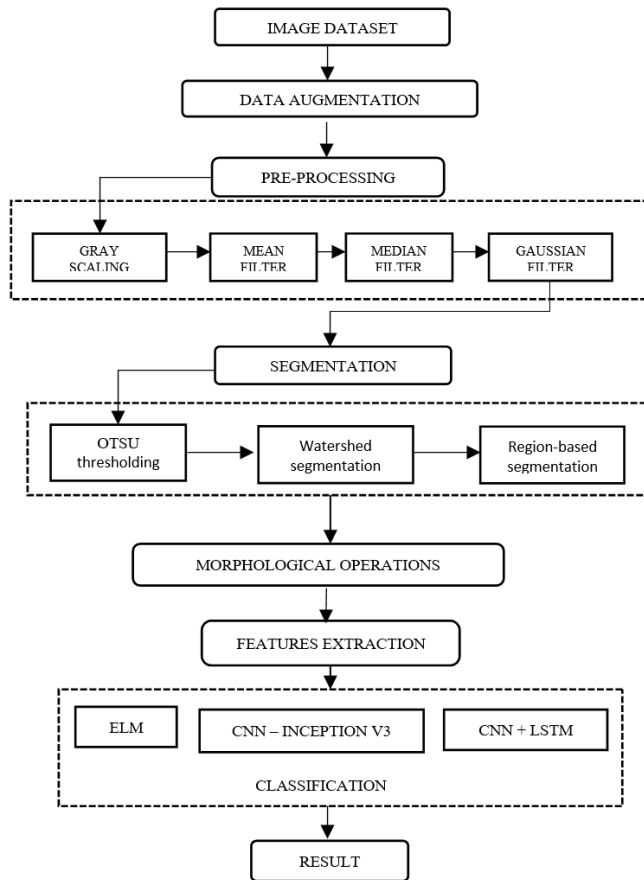 IMAGE DATASET
DATA AUGMENTATION
PRE-PROCESSING
GRAY
SCALING
MEAN
FILTER
MEDIAN
FILTER
GAUSSIAN
FILTER
SEGMENTATION
OTSU
thresholding
Watershed
segmentation
Region-based
segmentation
MORPHOLOGICAL OPERATIONS
FEATURES EXTRACTION
ELM
CNN – INCEPTION V3
CNN + LSTM
CLASSIFICATION
RESULT